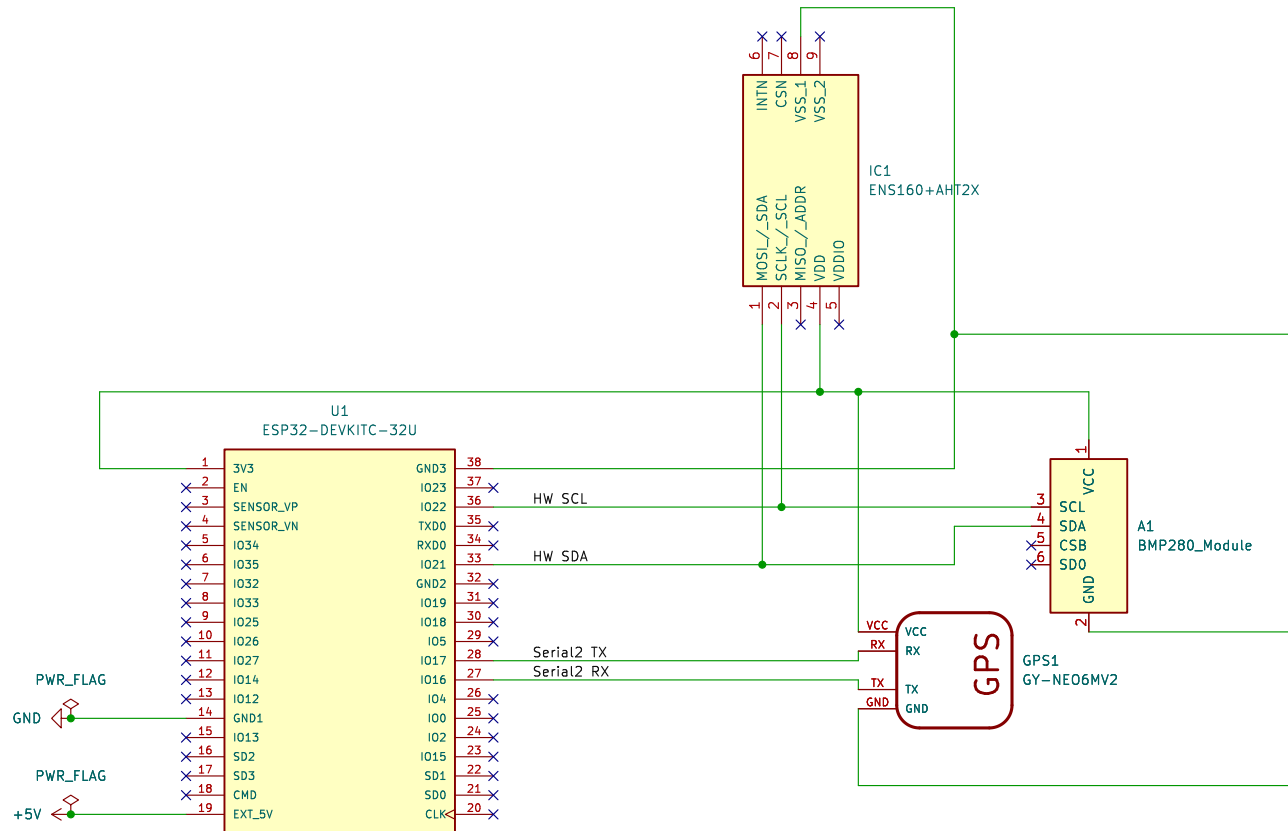 6
7
8
9
INTN
CSN
VSS_1
VSS_2
IC1
ENS160+AHT2X
MOSI_/_SDA
SCLK_/_SCL
MISO_/_ADDR
VDD
VDDIO
1
2
3
4
5
U1
ESP32-DEVKITC-32U
1 3V3
2 EN
3 SENSOR_VP
4 SENSOR_VN
5 IO34
6 IO35
7 IO32
8 IO33
9 IO25
10 IO26
11 IO27
12 IO14
13 IO12
14 GND1
15 IO13
16 SD2
17 SD3
18 CMD
19 EXT_5V
GND3 38
IO23 37
IO22 36
TXD0 35
RXD0 34
IO21 33
GND2 32
IO19 31
IO18 30
IO5 29
IO17 28
IO16 27
IO4 26
IO0 25
IO2 24
IO15 23
SD1 22
SD0 21
CLK 20
PWR_FLAG
GND
PWR_FLAG
+5V
HW SCL
HW SDA
Serial2 TX
Serial2 RX
1
VCC
3 SCL
4 SDA
5 CSB
6 SDO
GND
2
A1
BMP280_Module
VCC VCC
RX RX
TX TX
GND GND
GPS
GPS1
GY-NEO6MV2